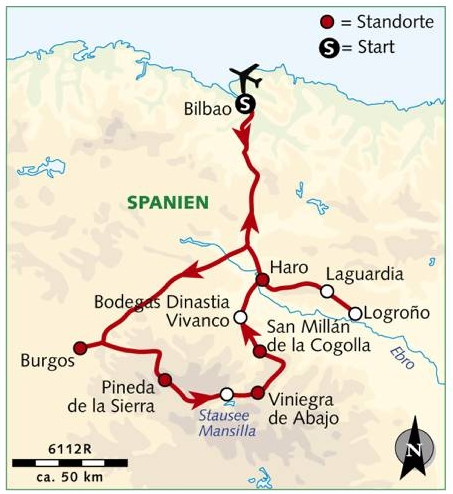 = Standorte
S = Start
Bilbao S
SPANIEN
Haro
Laguardia
Bodegas Dinastia
Vivanco
Logroño
San Millán
de la Cogolla
Ebro
Burgos
Pineda
de la Sierra
Viniegra
de Abajo
Stausee
Mansilla
6112R
ca. 50 km
N